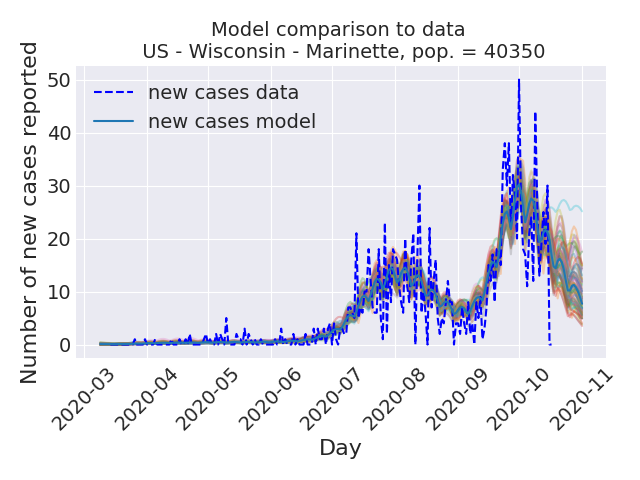 Model comparison to data
US - Wisconsin - Marinette, pop. = 40350
Number of new cases reported
50
40
30
20
10
0
new cases data
new cases model
2020-03
2020-04
2020-05
2020-06
2020-07
2020-08
2020-09
2020-10
2020-11
Day